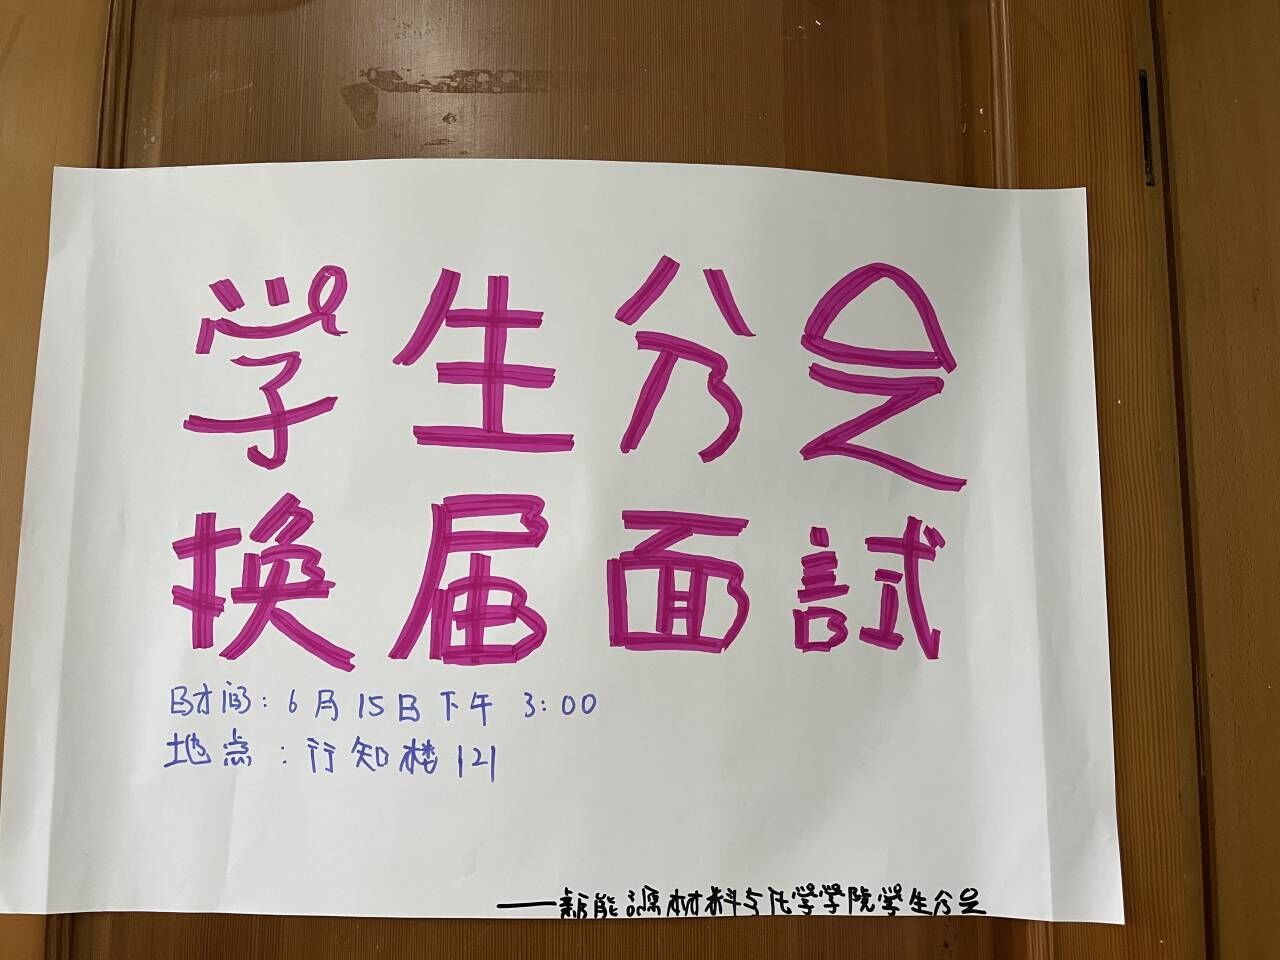 学生分会
换届面試
时间：6月15日下午 3:00
地点：行知楼121
——新能源材料与化学学院学生分会